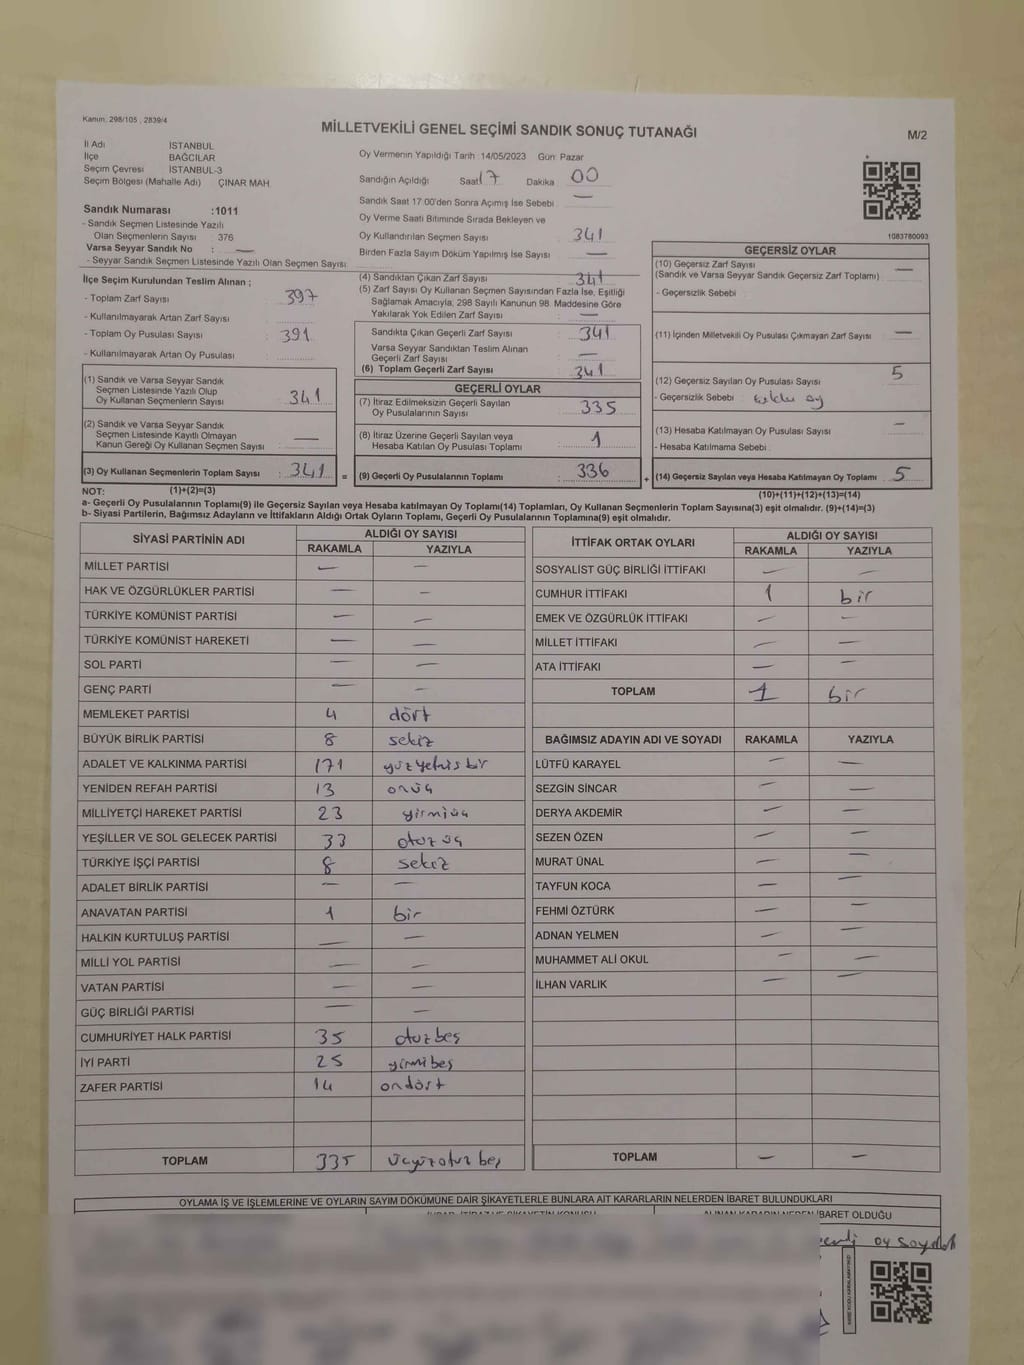 Kanun, 298/105 , 2839/4
MİLLETVEKİLİ GENEL SEÇİMİ SANDIK SONUÇ TUTANAĞI
M/2
İl Adı İSTANBUL
İlçe BAĞCILAR
Seçim Çevresi İSTANBUL-3
Seçim Bölgesi (Mahalle Adı) ÇINAR MAH
Sandık Numarası :1011
- Sandık Seçmen Listesinde Yazılı
Olan Seçmenlerin Sayısı : 376
Varsa Seyyar Sandık No : —
- Seyyar Sandık Seçmen Listesinde Yazılı Olan Seçmen Sayısı:
Oy Vermenin Yapıldığı Tarih :14/05/2023 Gün: Pazar
Sandığın Açıldığı Saat 17 Dakika 00
Sandık Saat 17:00'den Sonra Açılmış İse Sebebi : —
Oy Verme Saati Bitiminde Sırada Bekleyen ve
Oy Kullandırılan Seçmen Sayısı : 341
Birden Fazla Sayım Döküm Yapılmış İse Sayısı : —
1083780093
İlçe Seçim Kurulundan Teslim Alınan ;
- Toplam Zarf Sayısı : 397
- Kullanılmayarak Artan Zarf Sayısı :
- Toplam Oy Pusulası Sayısı : 391
- Kullanılmayarak Artan Oy Pusulası :
(1) Sandık ve Varsa Seyyar Sandık
Seçmen Listesinde Yazılı Olup
Oy Kullanan Seçmenlerin Sayısı : 341
(2) Sandık ve Varsa Seyyar Sandık
Seçmen Listesinde Kayıtlı Olmayan
Kanun Gereği Oy Kullanan Seçmen Sayısı : —
(3) Oy Kullanan Seçmenlerin Toplam Sayısı : 341 =
(4) Sandıktan Çıkan Zarf Sayısı : 341
(5) Zarf Sayısı Oy Kullanan Seçmen Sayısından Fazla İse, Eşitliği
Sağlamak Amacıyla, 298 Sayılı Kanunun 98. Maddesine Göre
Yakılarak Yok Edilen Zarf Sayısı : —
Sandıkta Çıkan Geçerli Zarf Sayısı : 341
Varsa Seyyar Sandıktan Teslim Alınan
Geçerli Zarf Sayısı : —
(6) Toplam Geçerli Zarf Sayısı : 341
GEÇERLİ OYLAR
(7) İtiraz Edilmeksizin Geçerli Sayılan
Oy Pusulalarının Sayısı : 335
(8) İtiraz Üzerine Geçerli Sayılan veya
Hesaba Katılan Oy Pusulası Toplamı : 1
(9) Geçerli Oy Pusulalarının Toplamı : 336 +
GEÇERSİZ OYLAR
(10) Geçersiz Zarf Sayısı : —
(Sandık ve Varsa Seyyar Sandık Geçersiz Zarf Toplamı)
- Geçersizlik Sebebi :
(11) İçinden Milletvekili Oy Pusulası Çıkmayan Zarf Sayısı : —
(12) Geçersiz Sayılan Oy Pusulası Sayısı : 5
- Geçersizlik Sebebi : oy
(13) Hesaba Katılmayan Oy Pusulası Sayısı : —
- Hesaba Katılmama Sebebi :
(14) Geçersiz Sayılan veya Hesaba Katılmayan Oy Toplamı : 5
NOT: (1)+(2)=(3) (10)+(11)+(12)+(13)=(14)
a- Geçerli Oy Pusulalarının Toplamı(9) ile Geçersiz Sayılan veya Hesaba katılmayan Oy Toplamı(14) Toplamları, Oy Kullanan Seçmenlerin Toplam Sayısına(3) eşit olmalıdır. (9)+(14)=(3)
b- Siyasi Partilerin, Bağımsız Adayların ve İttifakların Aldığı Ortak Oyların Toplamı, Geçerli Oy Pusulalarının Toplamına(9) eşit olmalıdır.
SİYASİ PARTİNİN ADI ALDIĞI OY SAYISI
RAKAMLA YAZIYLA
MİLLET PARTİSİ — —
HAK VE ÖZGÜRLÜKLER PARTİSİ — —
TÜRKİYE KOMÜNİST PARTİSİ — —
TÜRKİYE KOMÜNİST HAREKETİ — —
SOL PARTİ — —
GENÇ PARTİ — —
MEMLEKET PARTİSİ 4 dört
BÜYÜK BİRLİK PARTİSİ 8 sekiz
ADALET VE KALKINMA PARTİSİ 171 yüzyetmişbir
YENİDEN REFAH PARTİSİ 13 onüç
MİLLİYETÇİ HAREKET PARTİSİ 23 yirmiüç
YEŞİLLER VE SOL GELECEK PARTİSİ 33 otuzüç
TÜRKİYE İŞÇİ PARTİSİ 8 sekiz
ADALET BİRLİK PARTİSİ — —
ANAVATAN PARTİSİ 1 bir
HALKIN KURTULUŞ PARTİSİ — —
MİLLİ YOL PARTİSİ — —
VATAN PARTİSİ — —
GÜÇ BİRLİĞİ PARTİSİ — —
CUMHURİYET HALK PARTİSİ 35 otuzbeş
İYİ PARTİ 25 yirmibeş
ZAFER PARTİSİ 14 ondört
TOPLAM 335 üçyüzotuzbeş
İTTİFAK ORTAK OYLARI ALDIĞI OY SAYISI
RAKAMLA YAZIYLA
SOSYALİST GÜÇ BİRLİĞİ İTTİFAKI — —
CUMHUR İTTİFAKI 1 bir
EMEK VE ÖZGÜRLÜK İTTİFAKI — —
MİLLET İTTİFAKI — —
ATA İTTİFAKI — —
TOPLAM 1 bir
BAĞIMSIZ ADAYIN ADI VE SOYADI RAKAMLA YAZIYLA
LÜTFÜ KARAYEL — —
SEZGİN SİNCAR — —
DERYA AKDEMİR — —
SEZEN ÖZEN — —
MURAT ÜNAL — —
TAYFUN KOCA — —
FEHMİ ÖZTÜRK — —
ADNAN YELMEN — —
MUHAMMET ALİ OKUL — —
İLHAN VARLIK — —
TOPLAM — —
OYLAMA İŞ VE İŞLEMLERİNE VE OYLARIN SAYIM DÖKÜMÜNE DAİR ŞİKAYETLERLE BUNLARA AİT KARARLARIN NELERDEN İBARET BULUNDUKLARI
İBARET OLDUĞU
oy saydık